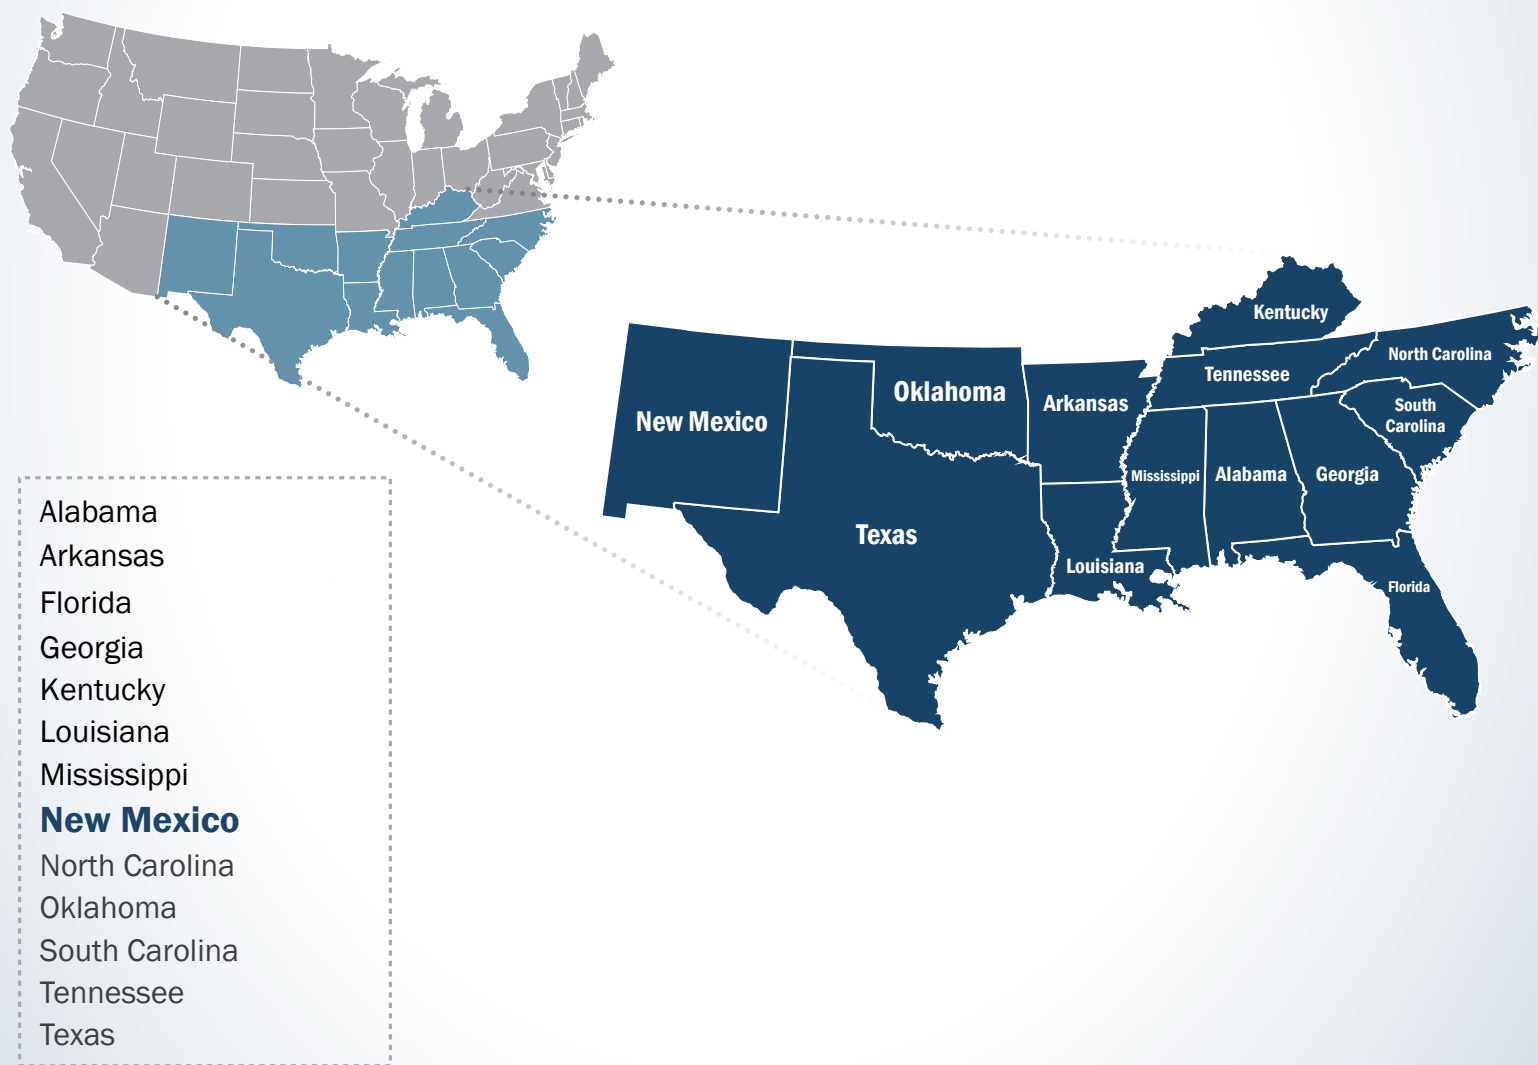 Kentucky
North Carolina
Tennessee
Oklahoma
Arkansas
South
Carolina
New Mexico
Mississippi
Alabama
Georgia
Texas
Louisiana
Florida
Alabama
Arkansas
Florida
Georgia
Kentucky
Louisiana
Mississippi
New Mexico
North Carolina
Oklahoma
South Carolina
Tennessee
Texas